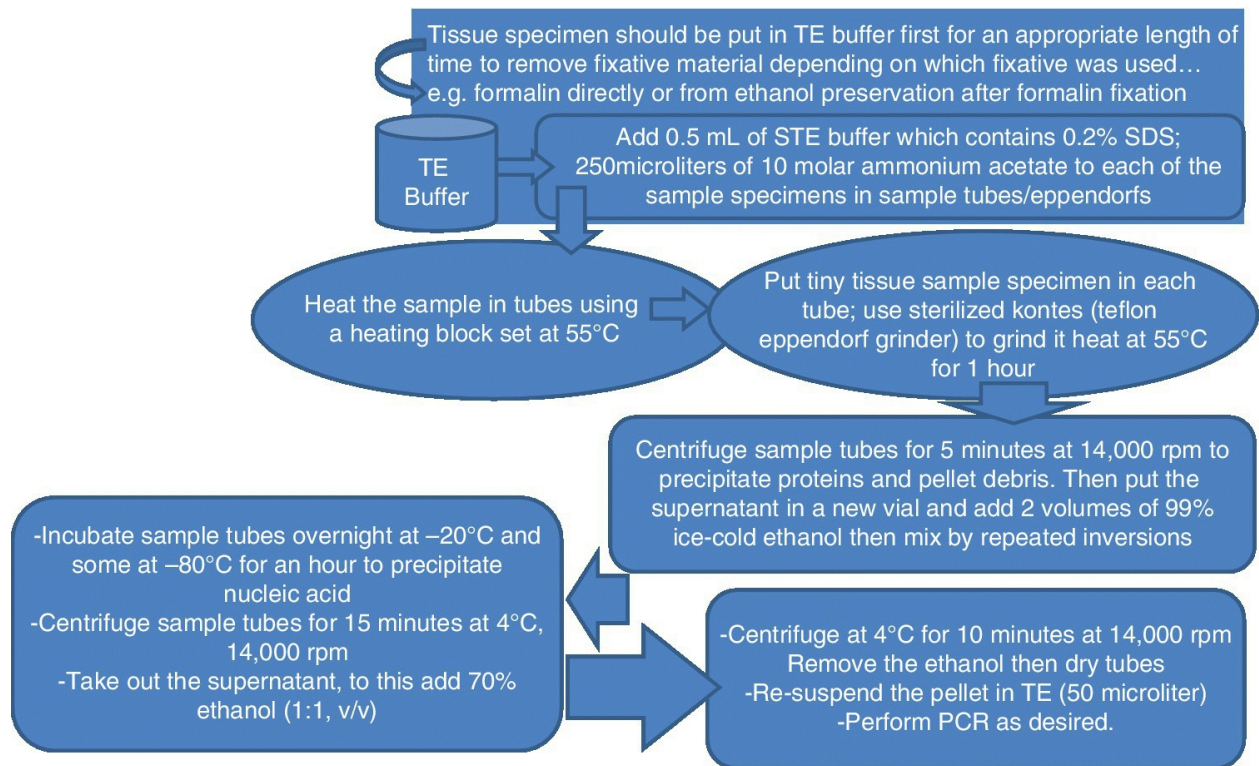 Tissue specimen should be put in TE buffer first for an appropriate length of
time to remove fixative material depending on which fixative was used…
e.g. formalin directly or from ethanol preservation after formalin fixation
TE
Buffer
Add 0.5 mL of STE buffer which contains 0.2% SDS;
250microliters of 10 molar ammonium acetate to each of the
sample specimens in sample tubes/eppendorfs
Heat the sample in tubes using
a heating block set at 55°C
Put tiny tissue sample specimen in each
tube; use sterilized kontes (teflon
eppendorf grinder) to grind it heat at 55°C
for 1 hour
Centrifuge sample tubes for 5 minutes at 14,000 rpm to
precipitate proteins and pellet debris. Then put the
supernatant in a new vial and add 2 volumes of 99%
ice-cold ethanol then mix by repeated inversions
-Incubate sample tubes overnight at –20°C and
some at –80°C for an hour to precipitate
nucleic acid
-Centrifuge sample tubes for 15 minutes at 4°C,
14,000 rpm
-Take out the supernatant, to this add 70%
ethanol (1:1, v/v)
-Centrifuge at 4°C for 10 minutes at 14,000 rpm
Remove the ethanol then dry tubes
-Re-suspend the pellet in TE (50 microliter)
-Perform PCR as desired.